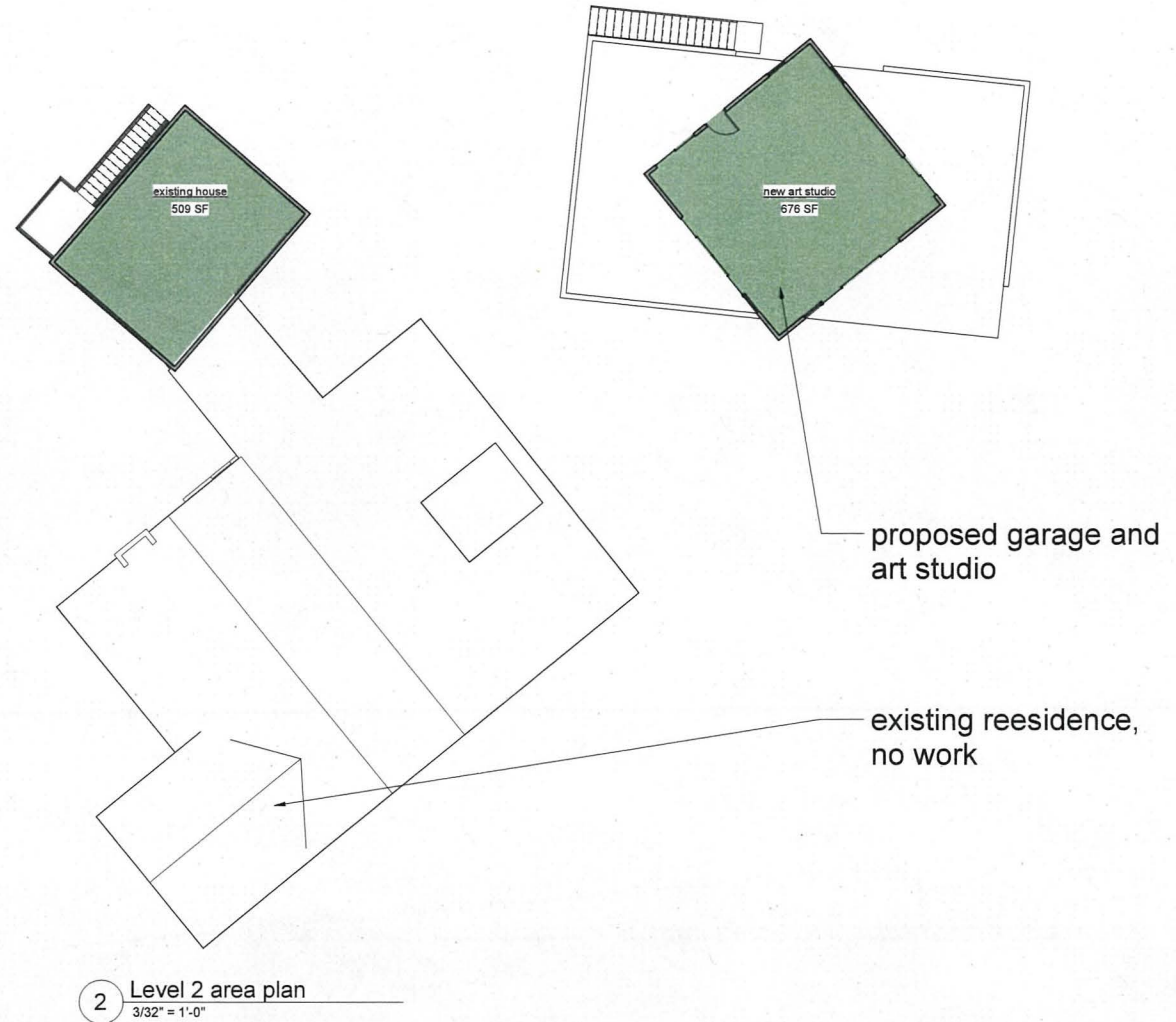 existing house
509 SF
new art studio
676 SF
proposed garage and
art studio
existing reesidence,
no work
2
Level 2 area plan
3/32" = 1'-0"